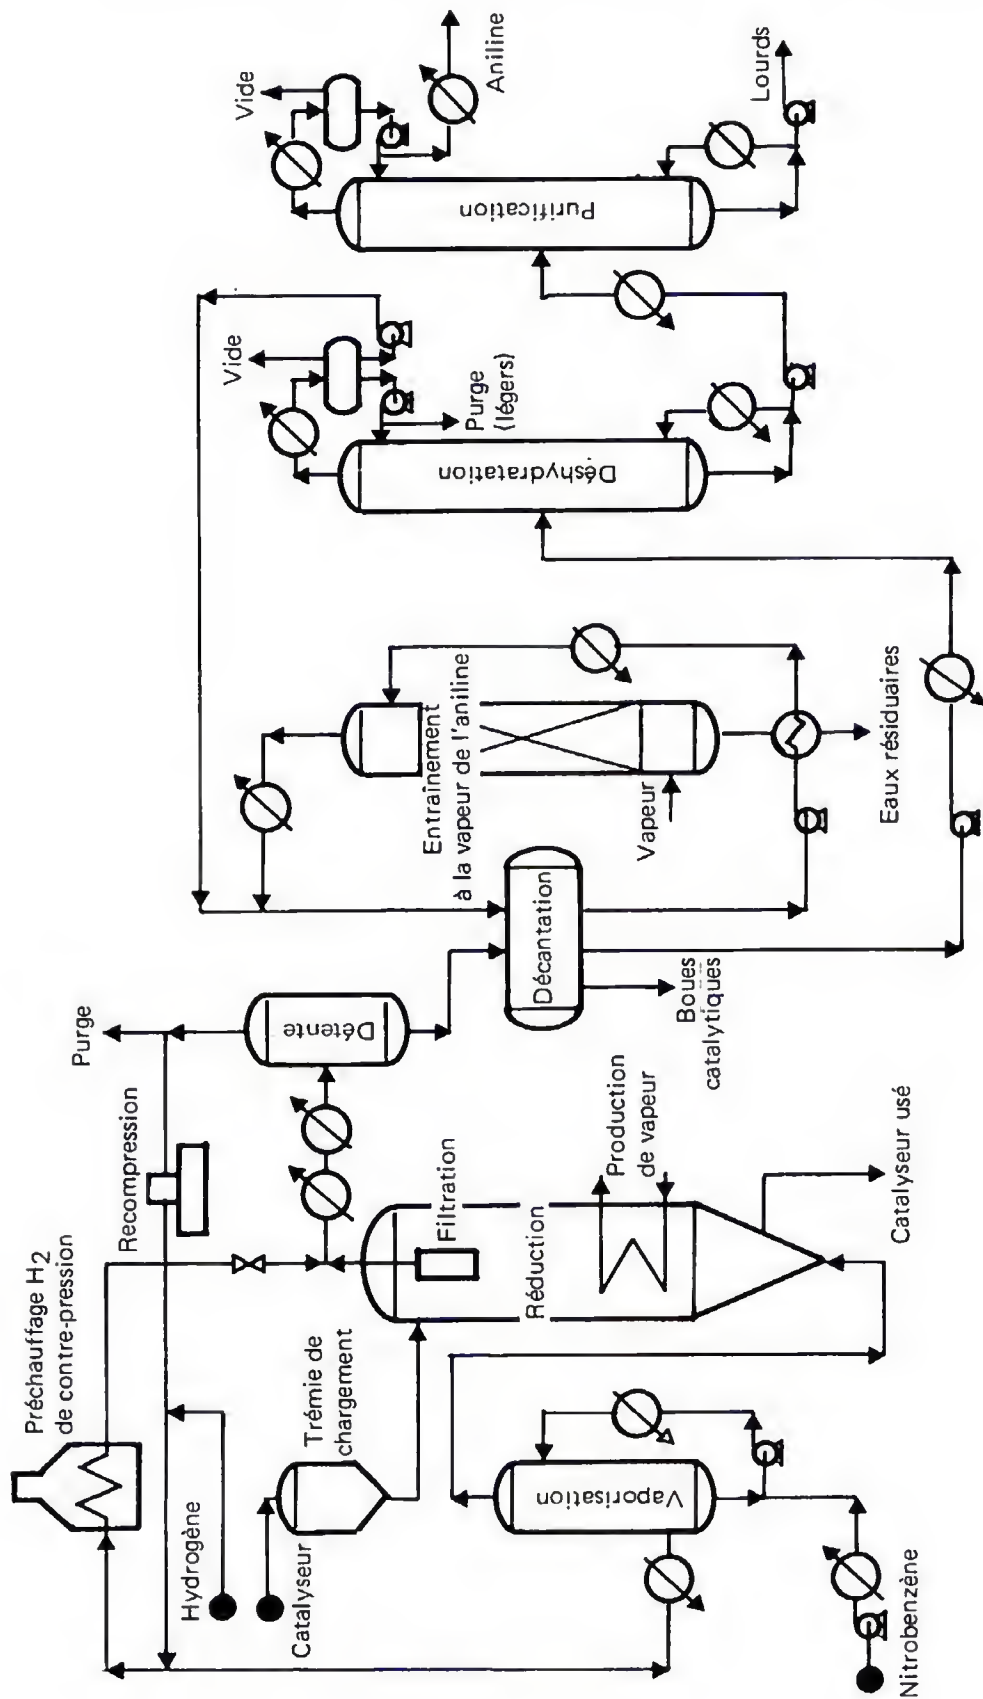 Préchauffage H2
de contre-pression
Recompression
Purge
Hydrogène
Catalyseur
Trémie de
chargement
Filtration
Réduction
Production
de vapeur
Catalyseur usé
Vaporisation
Nitrobenzène
Détente
Décantation
Boues
catalytiques
Entraînement
à la vapeur de l'aniline
Vapeur
Eaux résiduaires
Vide
Purge
(légers)
Déshydratation
Vide
Aniline
Purification
Lourds